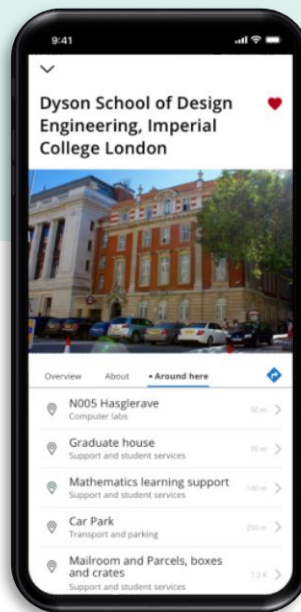 9:41
Dyson School of Design
Engineering, Imperial
College London
Overview About • Around here
N005 Hasglerave
Computer labs
50 m
Graduate house
Support and student services
75 m
Mathematics learning support
Support and student services
100 m
Car Park
Transport and parking
250 m
Mailroom and Parcels, boxes
and crates
Support and student services
1.2 K